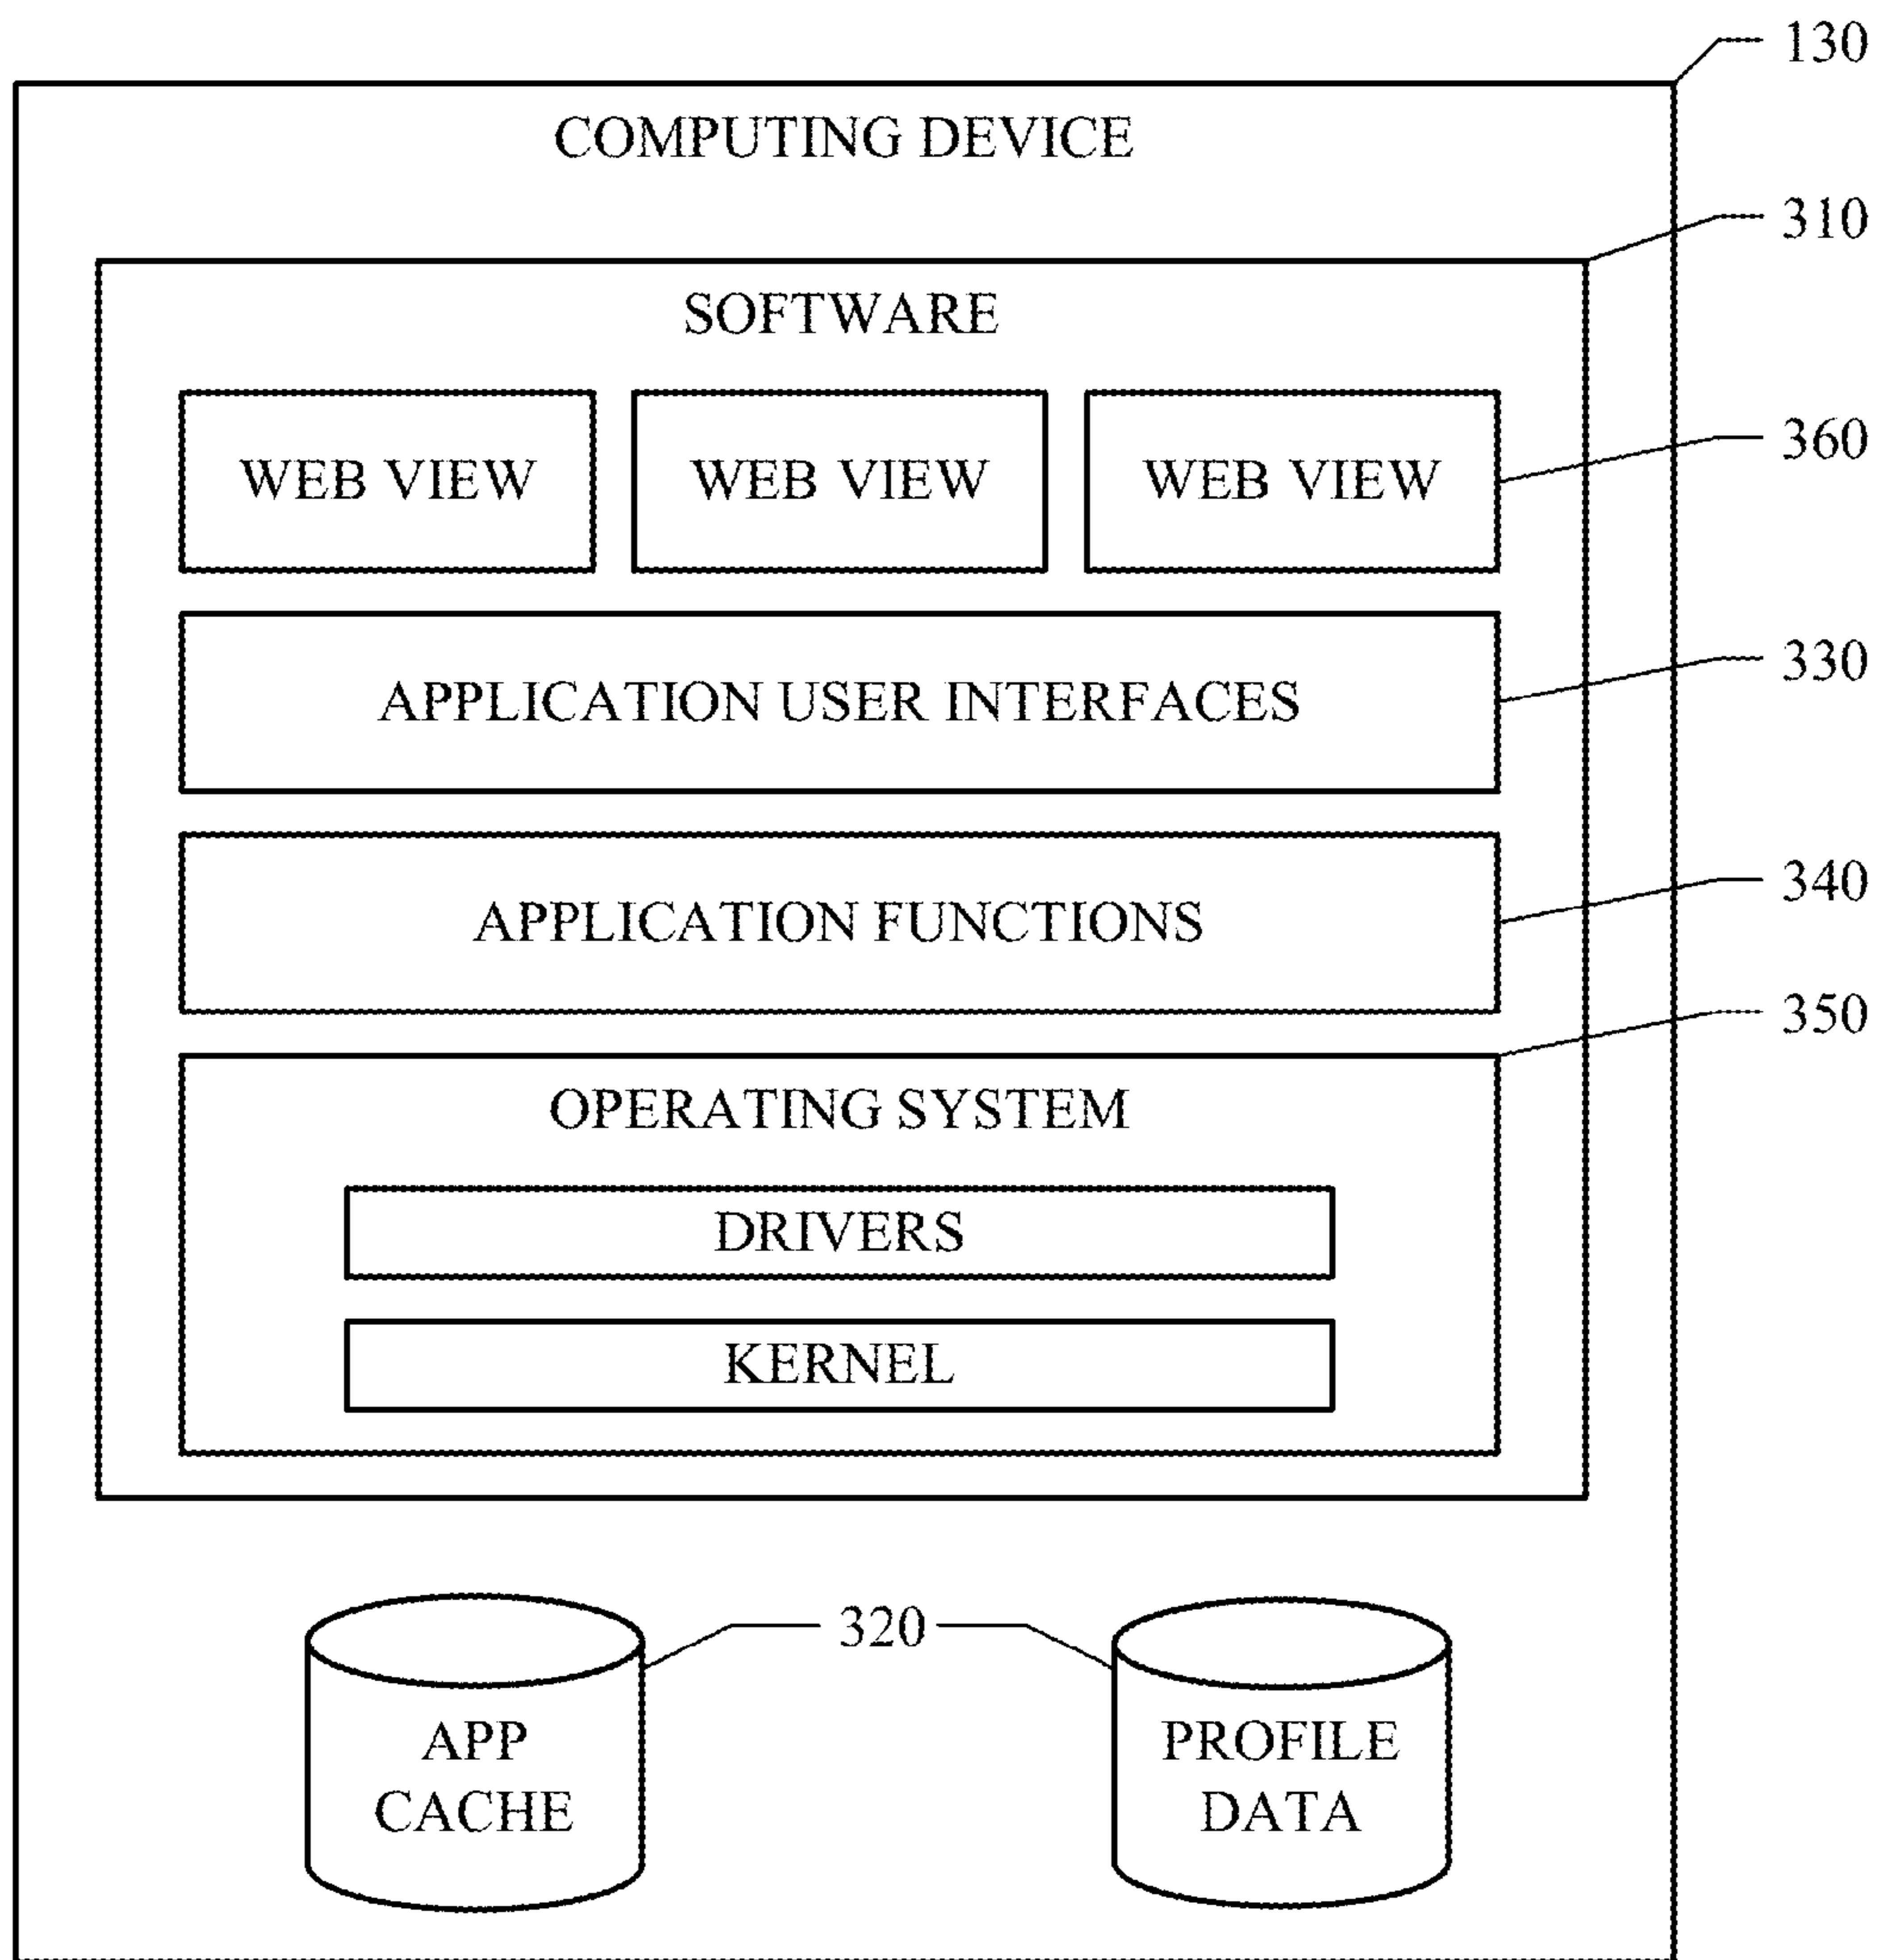 130
COMPUTING DEVICE
310
SOFTWARE
360
WEB VIEW WEB VIEW WEB VIEW
330
APPLICATION USER INTERFACES
340
APPLICATION FUNCTIONS
350
OPERATING SYSTEM
DRIVERS
KERNEL
320
APP
CACHE
PROFILE
DATA